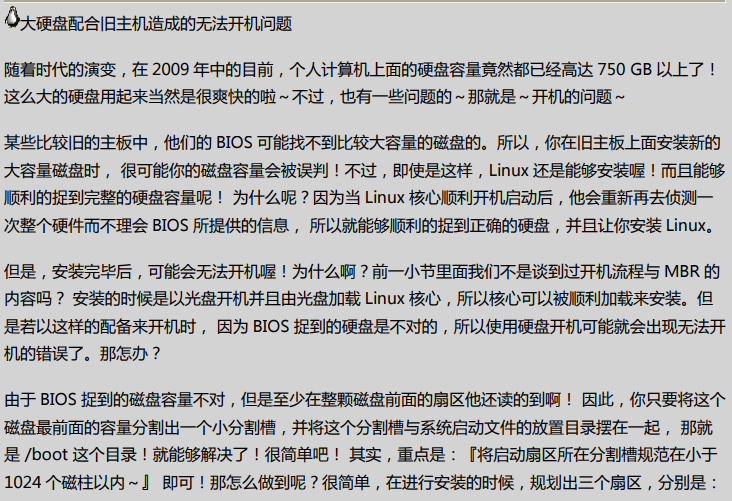 大硬盘配合旧主机造成的无法开机问题
随着时代的演变，在 2009 年中的目前，个人计算机上面的硬盘容量竟然都已经高达 750 GB 以上了！
这么大的硬盘用起来当然是很爽快的啦～不过，也有一些问题的～那就是～开机的问题～
某些比较旧的主板中，他们的 BIOS 可能找不到比较大容量的磁盘的。所以，你在旧主板上面安装新的
大容量磁盘时， 很可能你的磁盘容量会被误判！不过，即使是这样，Linux 还是能够安装喔！而且能够
顺利的捉到完整的硬盘容量呢！ 为什么呢？因为当 Linux 核心顺利开机启动后，他会重新再去侦测一
次整个硬件而不理会 BIOS 所提供的信息， 所以就能够顺利的捉到正确的硬盘，并且让你安装 Linux。
但是，安装完毕后，可能会无法开机喔！为什么啊？前一小节里面我们不是谈到过开机流程与 MBR 的
内容吗？ 安装的时候是以光盘开机并且由光盘加载 Linux 核心，所以核心可以被顺利加载来安装。但
是若以这样的配备来开机时， 因为 BIOS 捉到的硬盘是不对的，所以使用硬盘开机可能就会出现无法开
机的错误了。那怎办？
由于 BIOS 捉到的磁盘容量不对，但是至少在整颗磁盘前面的扇区他还读的到啊！ 因此，你只要将这个
磁盘最前面的容量分割出一个小分割槽，并将这个分割槽与系统启动文件的放置目录摆在一起， 那就
是 /boot 这个目录！就能够解决了！很简单吧！ 其实，重点是：『将启动扇区所在分割槽规范在小于
1024 个磁柱以内～』 即可！那怎么做到呢？很简单，在进行安装的时候，规划出三个扇区，分别是：